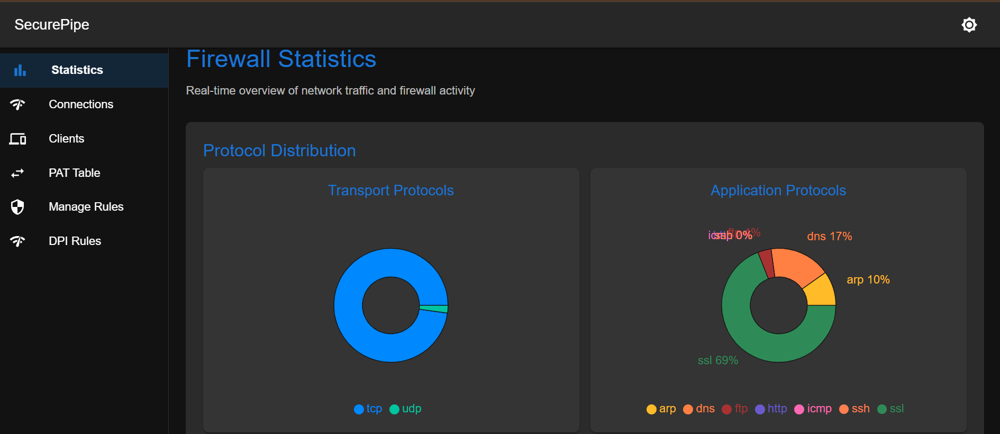 SecurePipe
Statistics
Connections
Clients
PAT Table
Manage Rules
DPI Rules
Firewall Statistics
Real-time overview of network traffic and firewall activity
Protocol Distribution
Transport Protocols
tcp
udp
Application Protocols
0%
dns 17%
arp 10%
ssl 69%
arp
dns
ftp
http
icmp
ssh
ssl